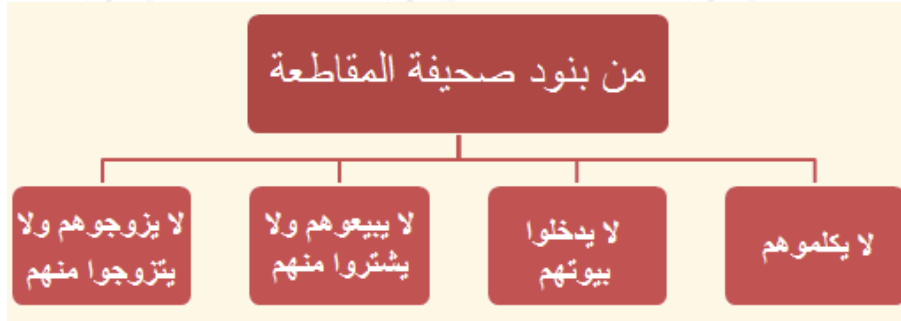 من بنود صحيفة المقاطعة
لا يكلموهم
لا يدخلوا
بيوتهم
لا يبيعوهم ولا
يشتروا منهم
لا يزوجوهم ولا
يتزوجوا منهم